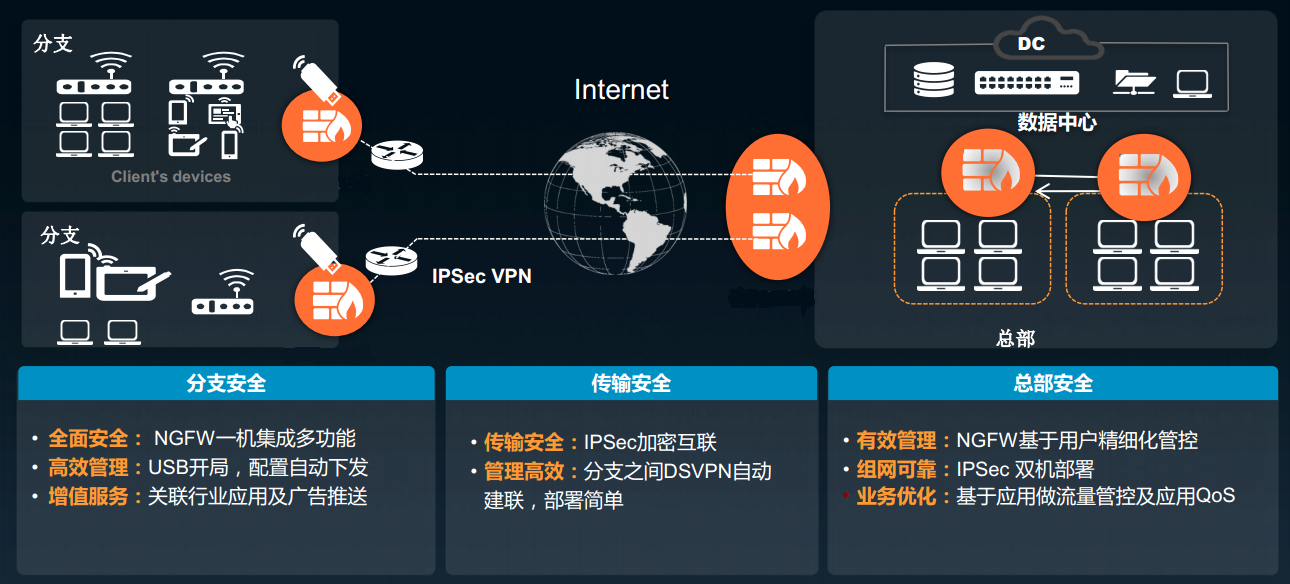 分支
Client's devices
分支
IPSec VPN
Internet
DC
数据中心
总部
分支安全
• 全面安全： NGFW一机集成多功能
• 高效管理：USB开局，配置自动下发
• 增值服务：关联行业应用及广告推送
传输安全
• 传输安全：IPSec加密互联
• 管理高效：分支之间DSVPN自动
建联，部署简单
总部安全
• 有效管理：NGFW基于用户精细化管控
• 组网可靠：IPSec 双机部署
• 业务优化：基于应用做流量管控及应用QoS